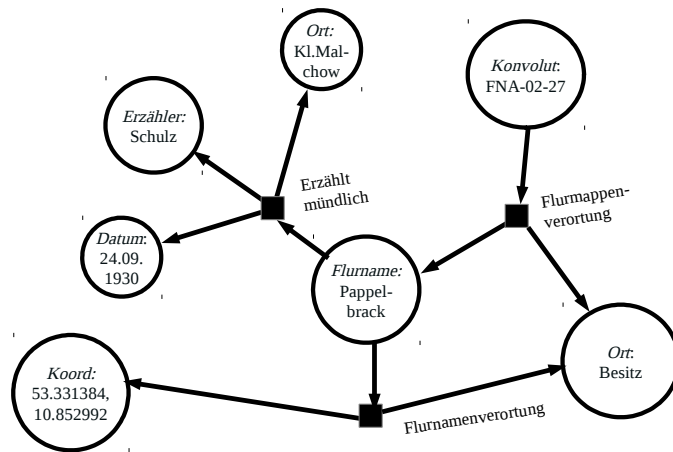 Ort:
Kl.Mal-
chow
Konvolut:
FNA-02-27
Erzähler:
Schulz
Erzählt
mündlich
Flurmappen-
verortung
Datum:
24.09.
1930
Flurname:
Pappel-
brack
Ort:
Besitz
Koord:
53.331384,
10.852992
Flurnamenverortung